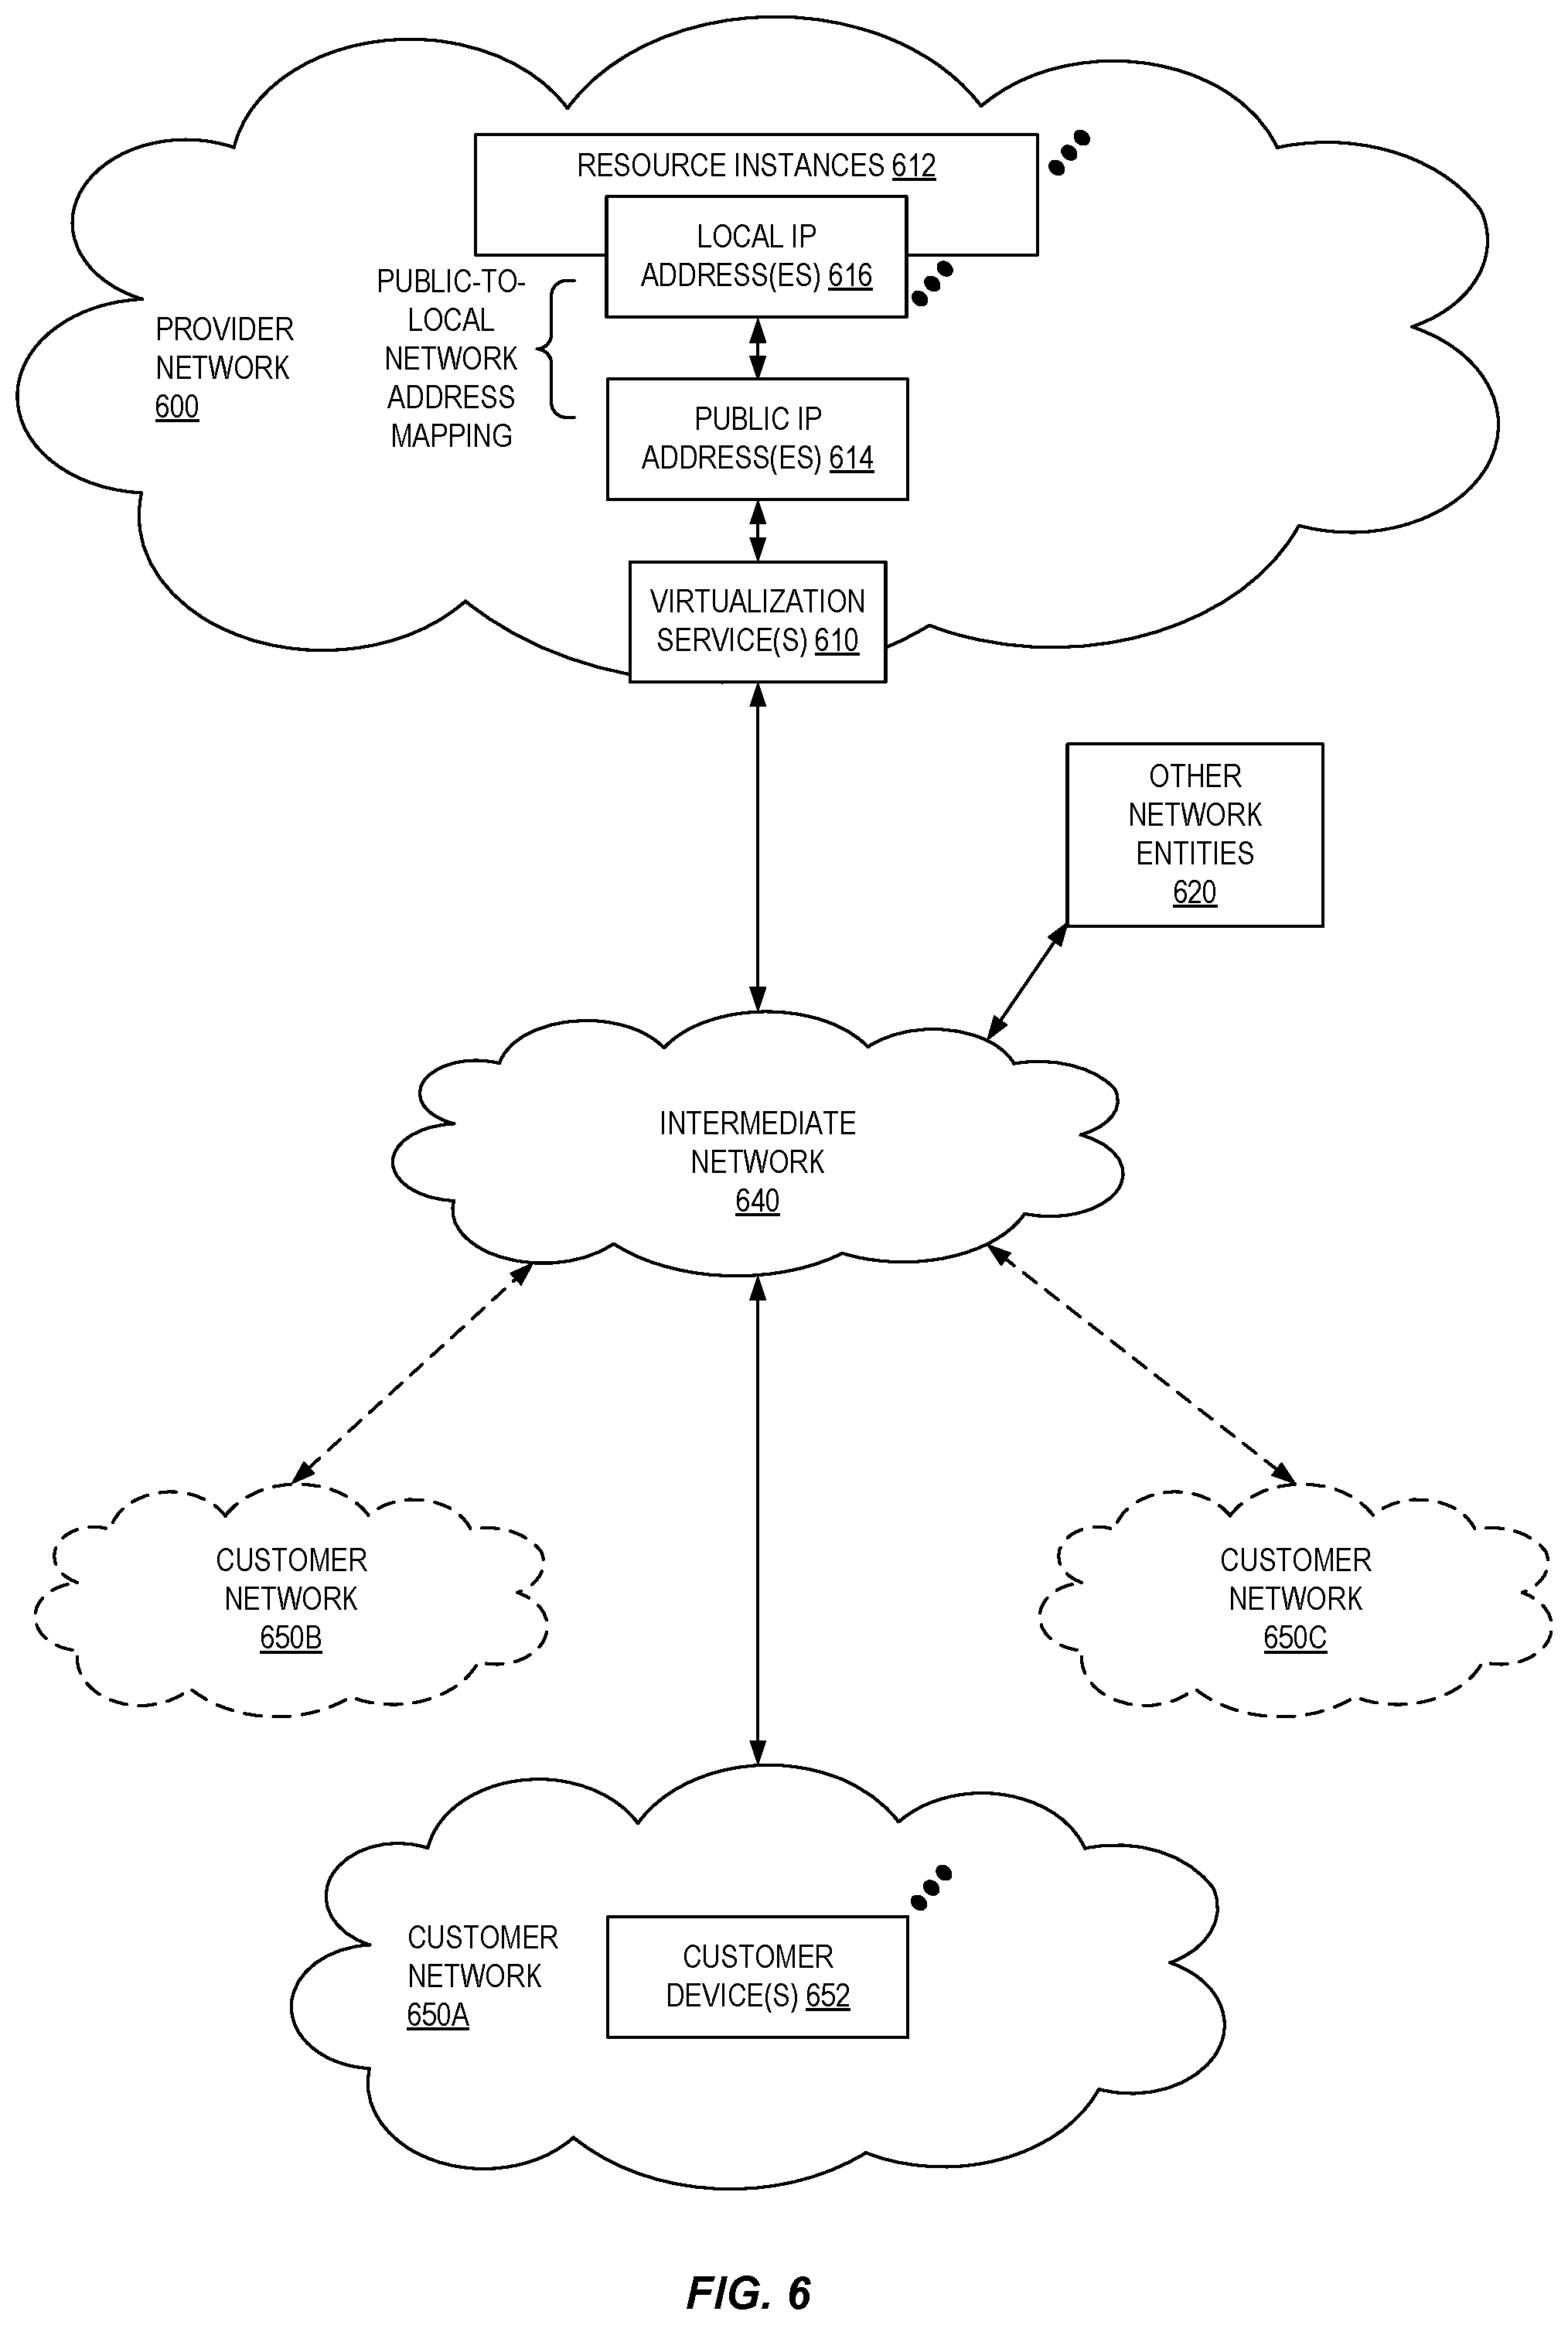 RESOURCE INSTANCES 612
LOCAL IP
ADDRESS(ES) 616
PUBLIC-TO-
LOCAL
NETWORK
ADDRESS
MAPPING
PROVIDER
NETWORK
600
PUBLIC IP
ADDRESS(ES) 614
VIRTUALIZATION
SERVICE(S) 610
OTHER
NETWORK
ENTITIES
620
INTERMEDIATE
NETWORK
640
CUSTOMER
NETWORK
650B
CUSTOMER
NETWORK
650C
CUSTOMER
NETWORK
650A
CUSTOMER
DEVICE(S) 652
FIG. 6